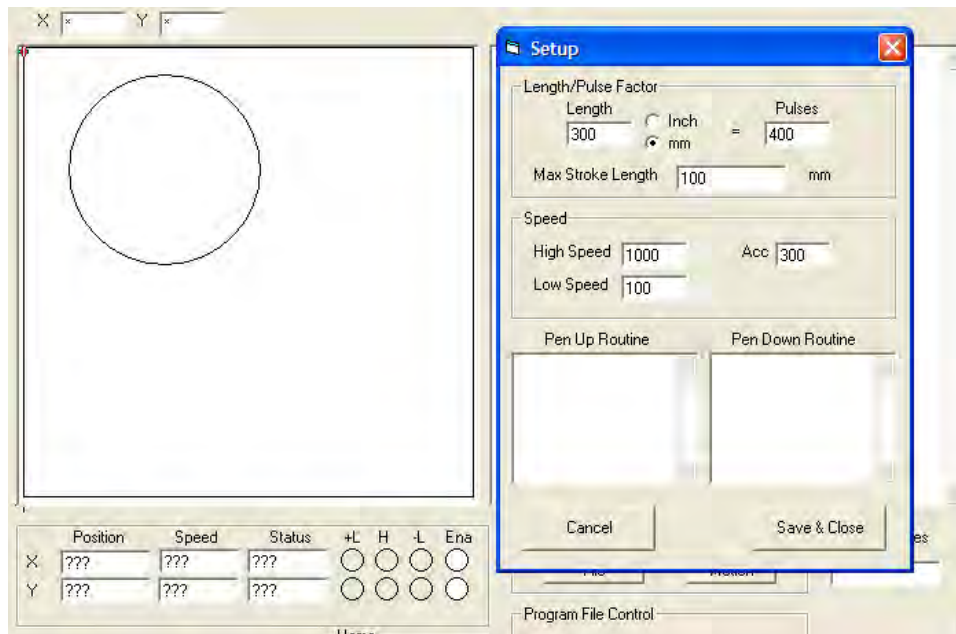 X * Y *
Setup
Length/Pulse Factor
Length Pulses
300 Inch = 400
mm
Max Stroke Length 100 mm
Speed
High Speed 1000 Acc 300
Low Speed 100
Pen Up Routine Pen Down Routine
Cancel Save & Close
Position Speed Status +L H -L Ena
X ??? ??? ???
Y ??? ??? ???
Program File Control